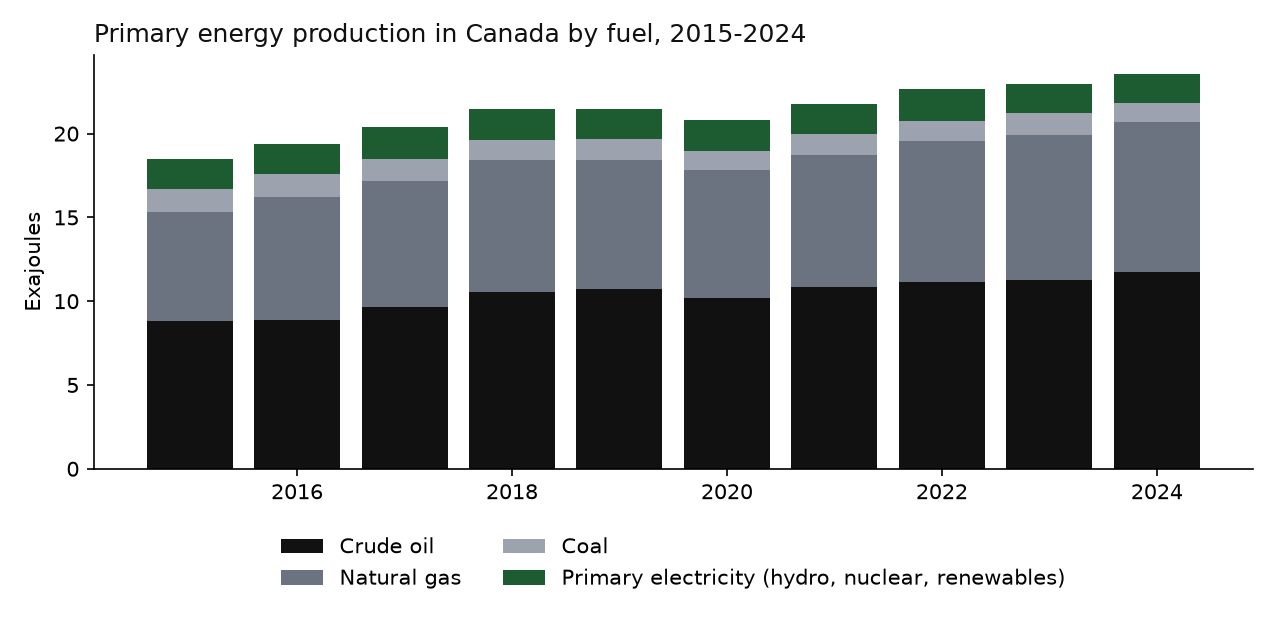 Primary energy production in Canada by fuel, 2015-2024
Exajoules
20
15
10
5
0
2016 2018 2020 2022 2024
Crude oil
Natural gas
Coal
Primary electricity (hydro, nuclear, renewables)